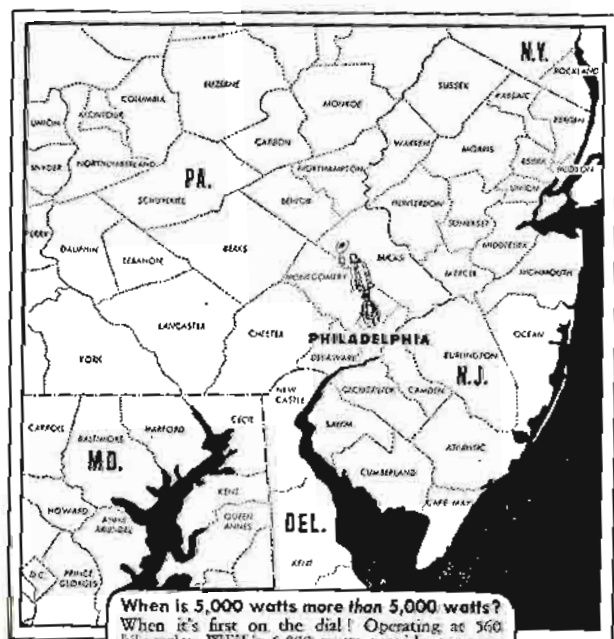 N.Y.
ROCKLAND
LUZERNE
SUSSEX
PASSAIC
COLUMBIA
MONROE
BERGEN
MONTOUR
UNION
CARBON
WARREN
MORRIS
ESSEX
HUDSON
SNYDER
NORTHUMBERLAND
NORTHAMPTON
UNION
PA.
SCHUYLKILL
HUNTERDON
SOMERSET
MIDDLESEX
PERRY
DAUPHIN
LEBANON
BERKS
BUCKS
MONTGOMERY
MERCER
MONMOUTH
LANCASTER
CHESTER
PHILADELPHIA
OCEAN
YORK
DELAWARE
BURLINGTON
N.J.
NEW
CASTLE
GLOUCESTER
CAMDEN
CARROLL
BALTIMORE
HARFORD
CECIL
SALEM
ATLANTIC
MD.
CUMBERLAND
HOWARD
KENT
CAPE MAY
ANNE
ARUNDEL
QUEEN
ANNES
DEL.
D.C.
PRINCE
GEORGES
KENT
When is 5,000 watts more than 5,000 watts?
When it's first on the dial! Operating at 560